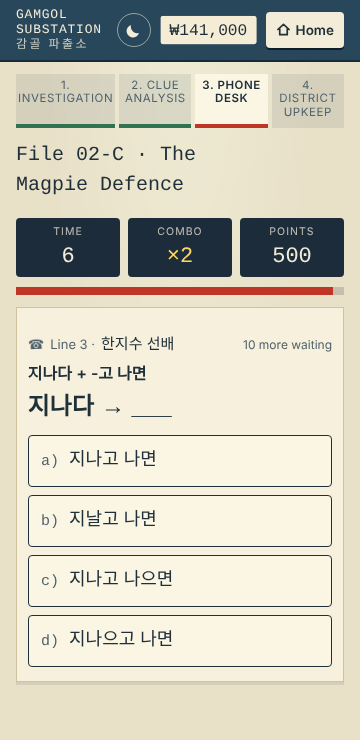 GAMGOL
SUBSTATION
감골 파출소
₩141,000
Home
1. INVESTIGATION
2. CLUE ANALYSIS
3. PHONE DESK
4. DISTRICT UPKEEP
File 02-C · The
Magpie Defence
TIME
6
COMBO
×2
POINTS
500
☎ Line 3 · 한지수 선배
10 more waiting
지나다 + -고 나면
지나다 → ___
a) 지나고 나면
b) 지날고 나면
c) 지나고 나으면
d) 지나으고 나면